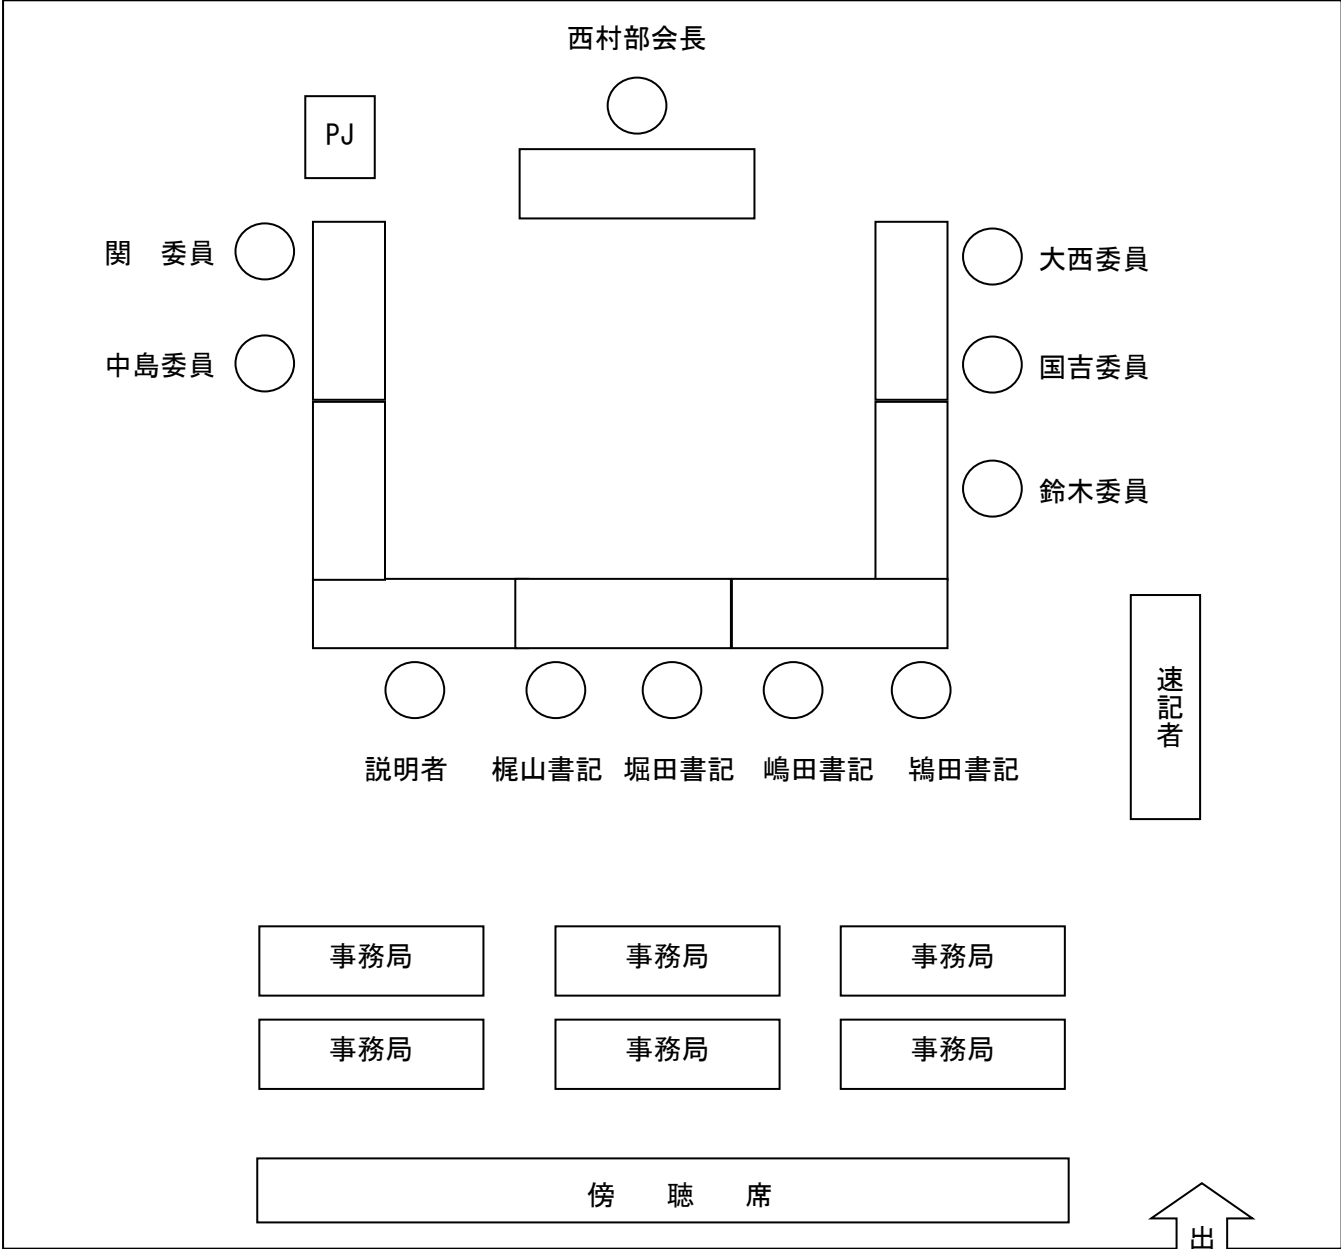 西村部会長
PJ
関　委員
大西委員
中島委員
国吉委員
鈴木委員
速記者
説明者
梶山書記
堀田書記
嶋田書記
鴇田書記
事務局
事務局
事務局
事務局
事務局
事務局
傍　聴　席
出